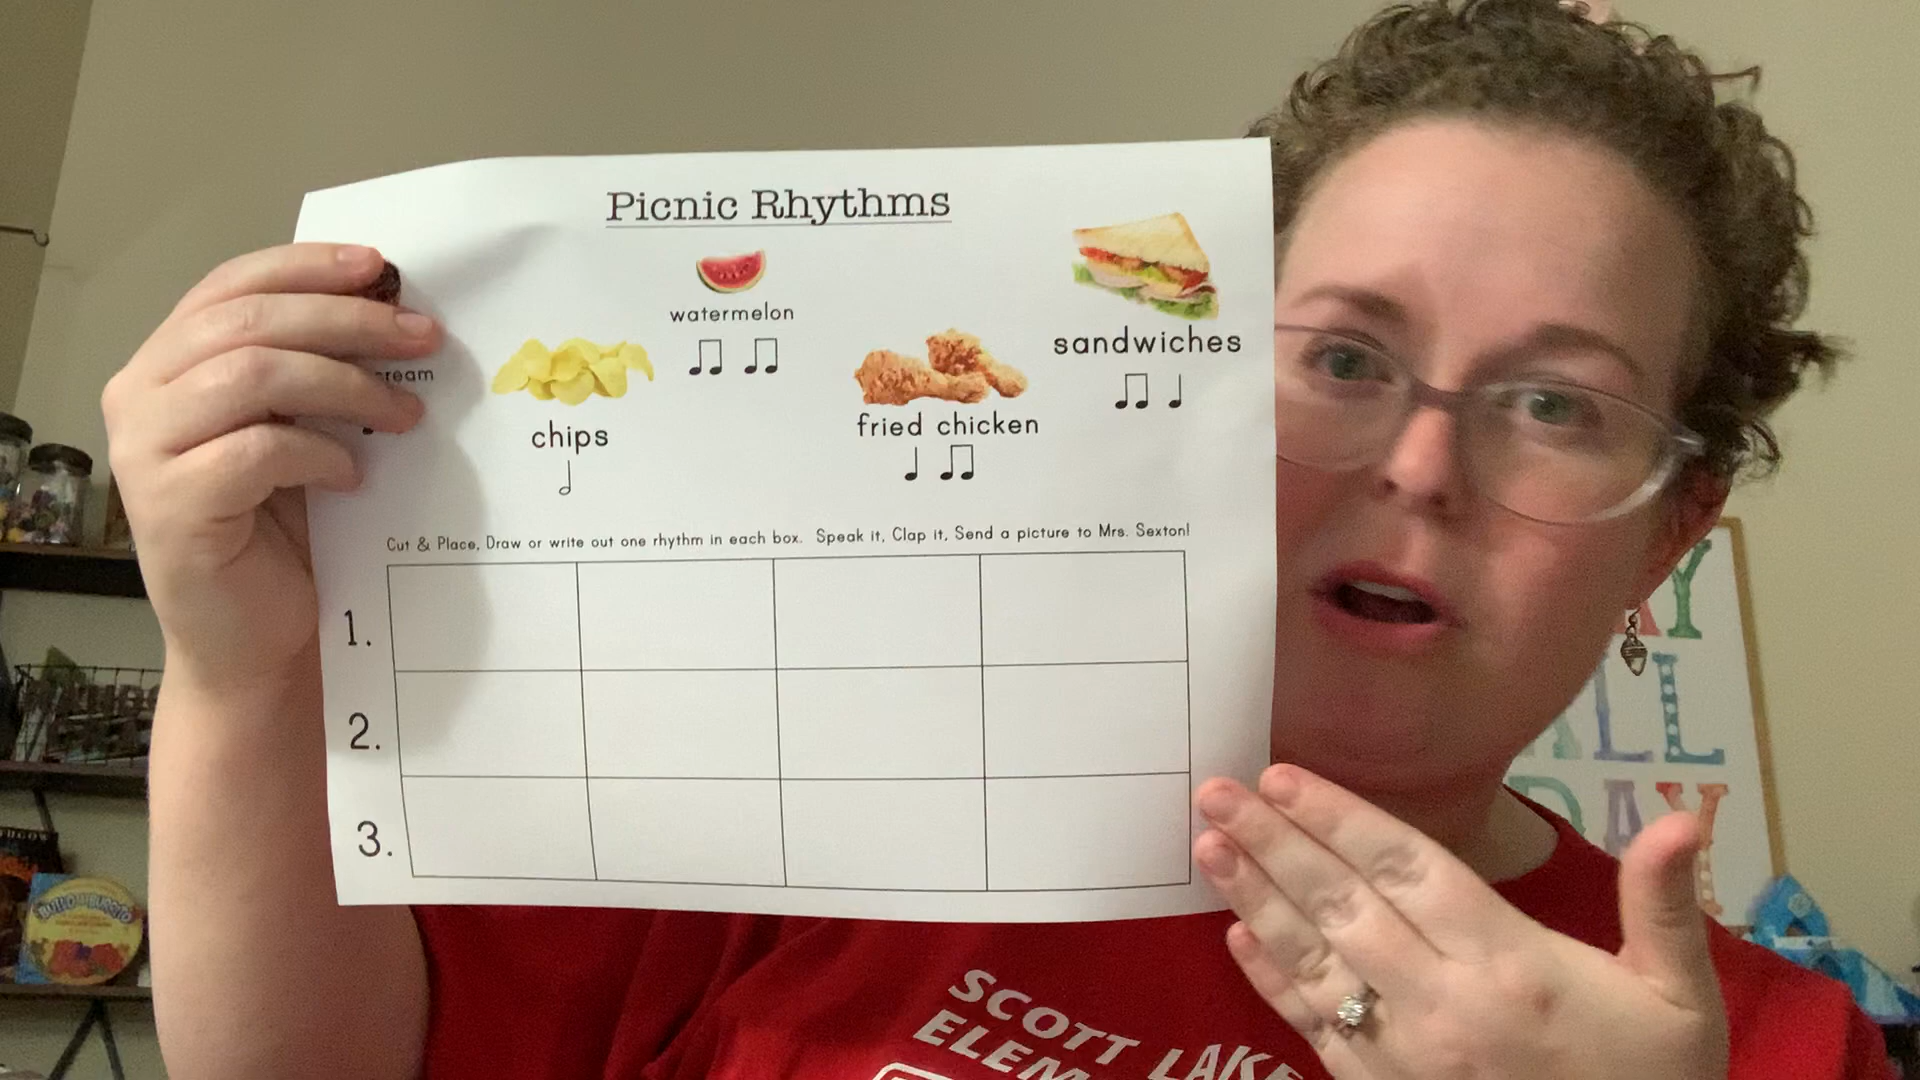 Picnic Rhythms
watermelon
sandwiches
chips
fried chicken
Cut & Place, Draw or write out one rhythm in each box. Speak it, Clap it, Send a picture to Mrs. Sexton!
1.
2.
3.
SCOTT LAKE